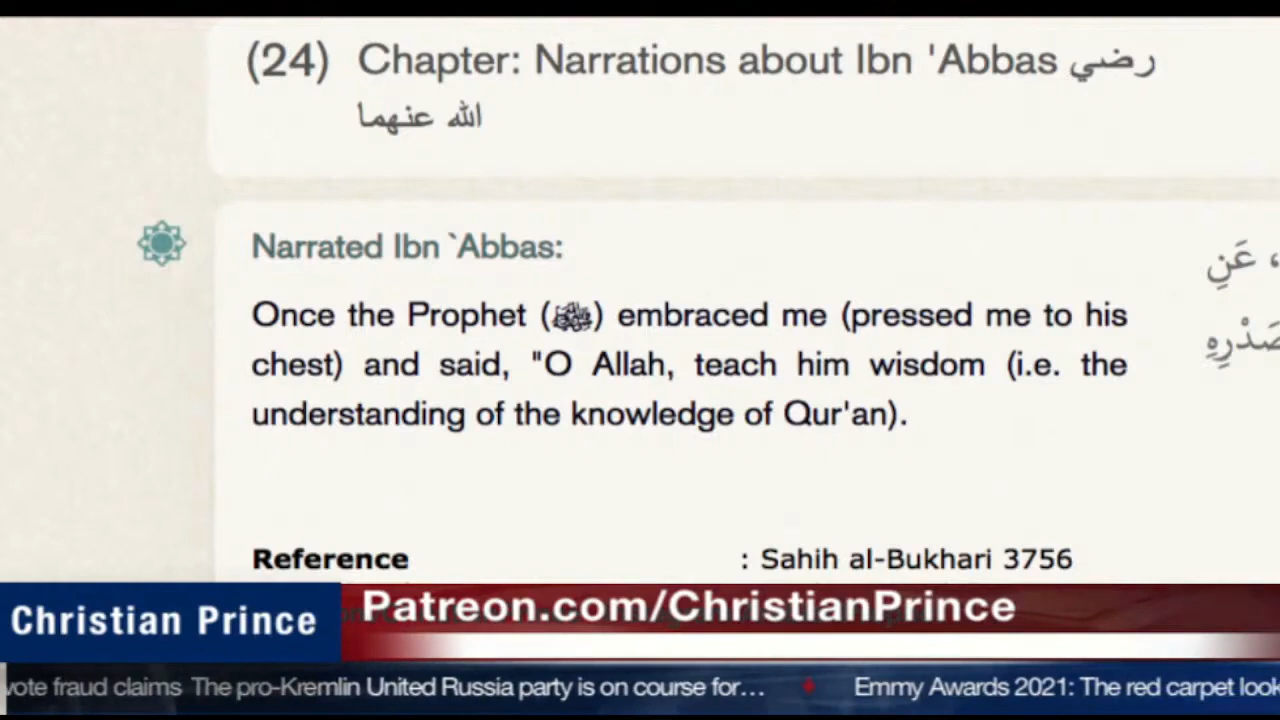 (24) Chapter: Narrations about Ibn 'Abbas رضي
الله عنهما
Narrated Ibn `Abbas:
، عَنِ
Once the Prophet (ﷺ) embraced me (pressed me to his
chest) and said, "O Allah, teach him wisdom (i.e. the
understanding of the knowledge of Qur'an).
Reference : Sahih al-Bukhari 3756
Christian Prince
Patreon.com/ChristianPrince
vote fraud claims The pro-Kremlin United Russia party is on course for... Emmy Awards 2021: The red carpet look